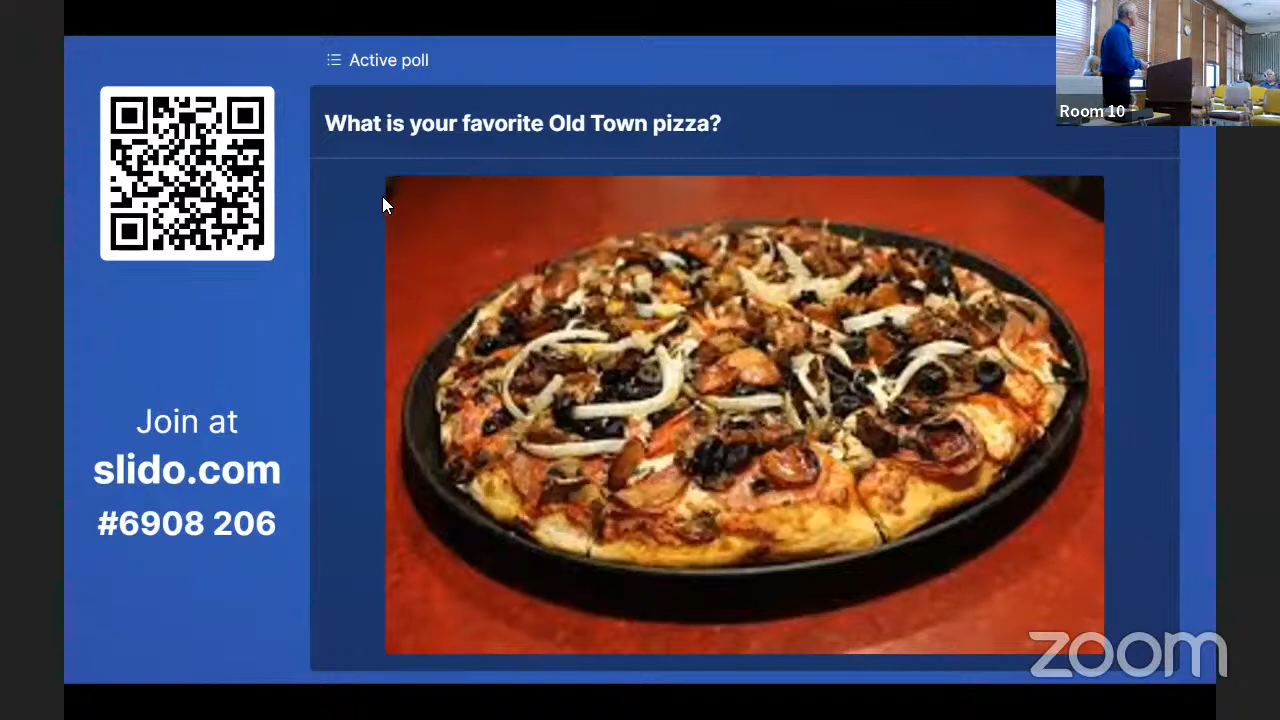 Active poll
What is your favorite Old Town pizza?
Room 10
Join at
slido.com
#6908 206
zoom